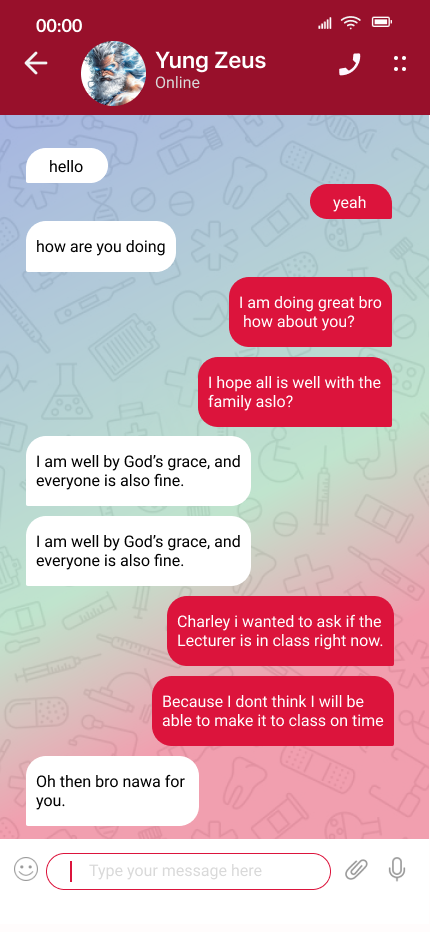 00:00
Yung Zeus
Online
hello
yeah
how are you doing
I am doing great bro
how about you?
I hope all is well with the
family aslo?
I am well by God's grace, and
everyone is also fine.
I am well by God's grace, and
everyone is also fine.
Charley i wanted to ask if the
Lecturer is in class right now.
Because I dont think I will be
able to make it to class on time
Oh then bro nawa for
you.
Type your message here